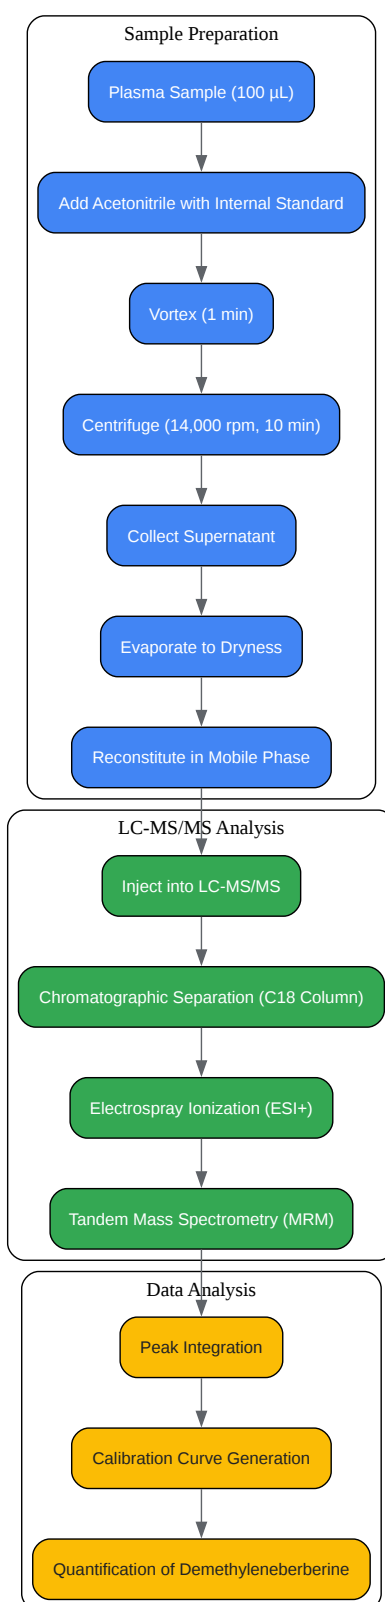 Sample Preparation
Plasma Sample (100 µL)
Add Acetonitrile with Internal Standard
Vortex (1 min)
Centrifuge (14,000 rpm, 10 min)
Collect Supernatant
Evaporate to Dryness
Reconstitute in Mobile Phase
LC-MS/MS Analysis
Inject into LC-MS/MS
Chromatographic Separation (C18 Column)
Electrospray Ionization (ESI+)
Tandem Mass Spectrometry (MRM)
Data Analysis
Peak Integration
Calibration Curve Generation
Quantification of Demethyleneberberine